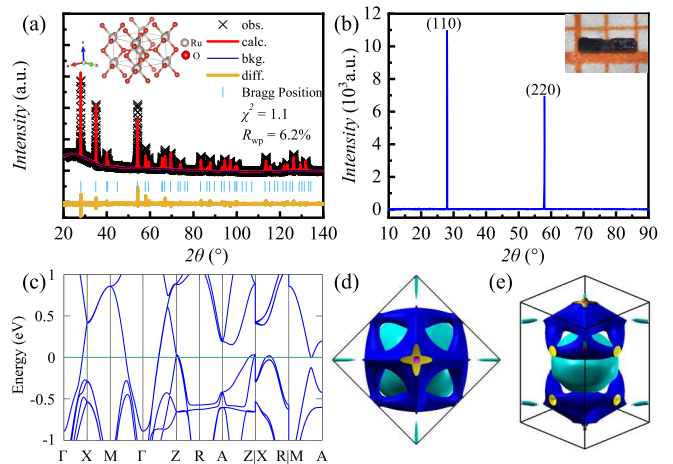 (a)
obs.
calc.
bkg.
diff.
Bragg Position
χ² = 1.1
Rwp = 6.2%
Ru
O
c
a
b
Intensity (a.u.)
20 40 60 80 100 120 140
2θ (°)
(b)
(110)
(220)
Intensity (10³a.u.)
12
10
8
6
4
2
0
10 20 30 40 50 60 70 80 90
2θ (°)
(c)
Energy (eV)
1
0.5
0
-0.5
-1
Γ X M Γ Z R A Z|X R|M A
(d)
(e)